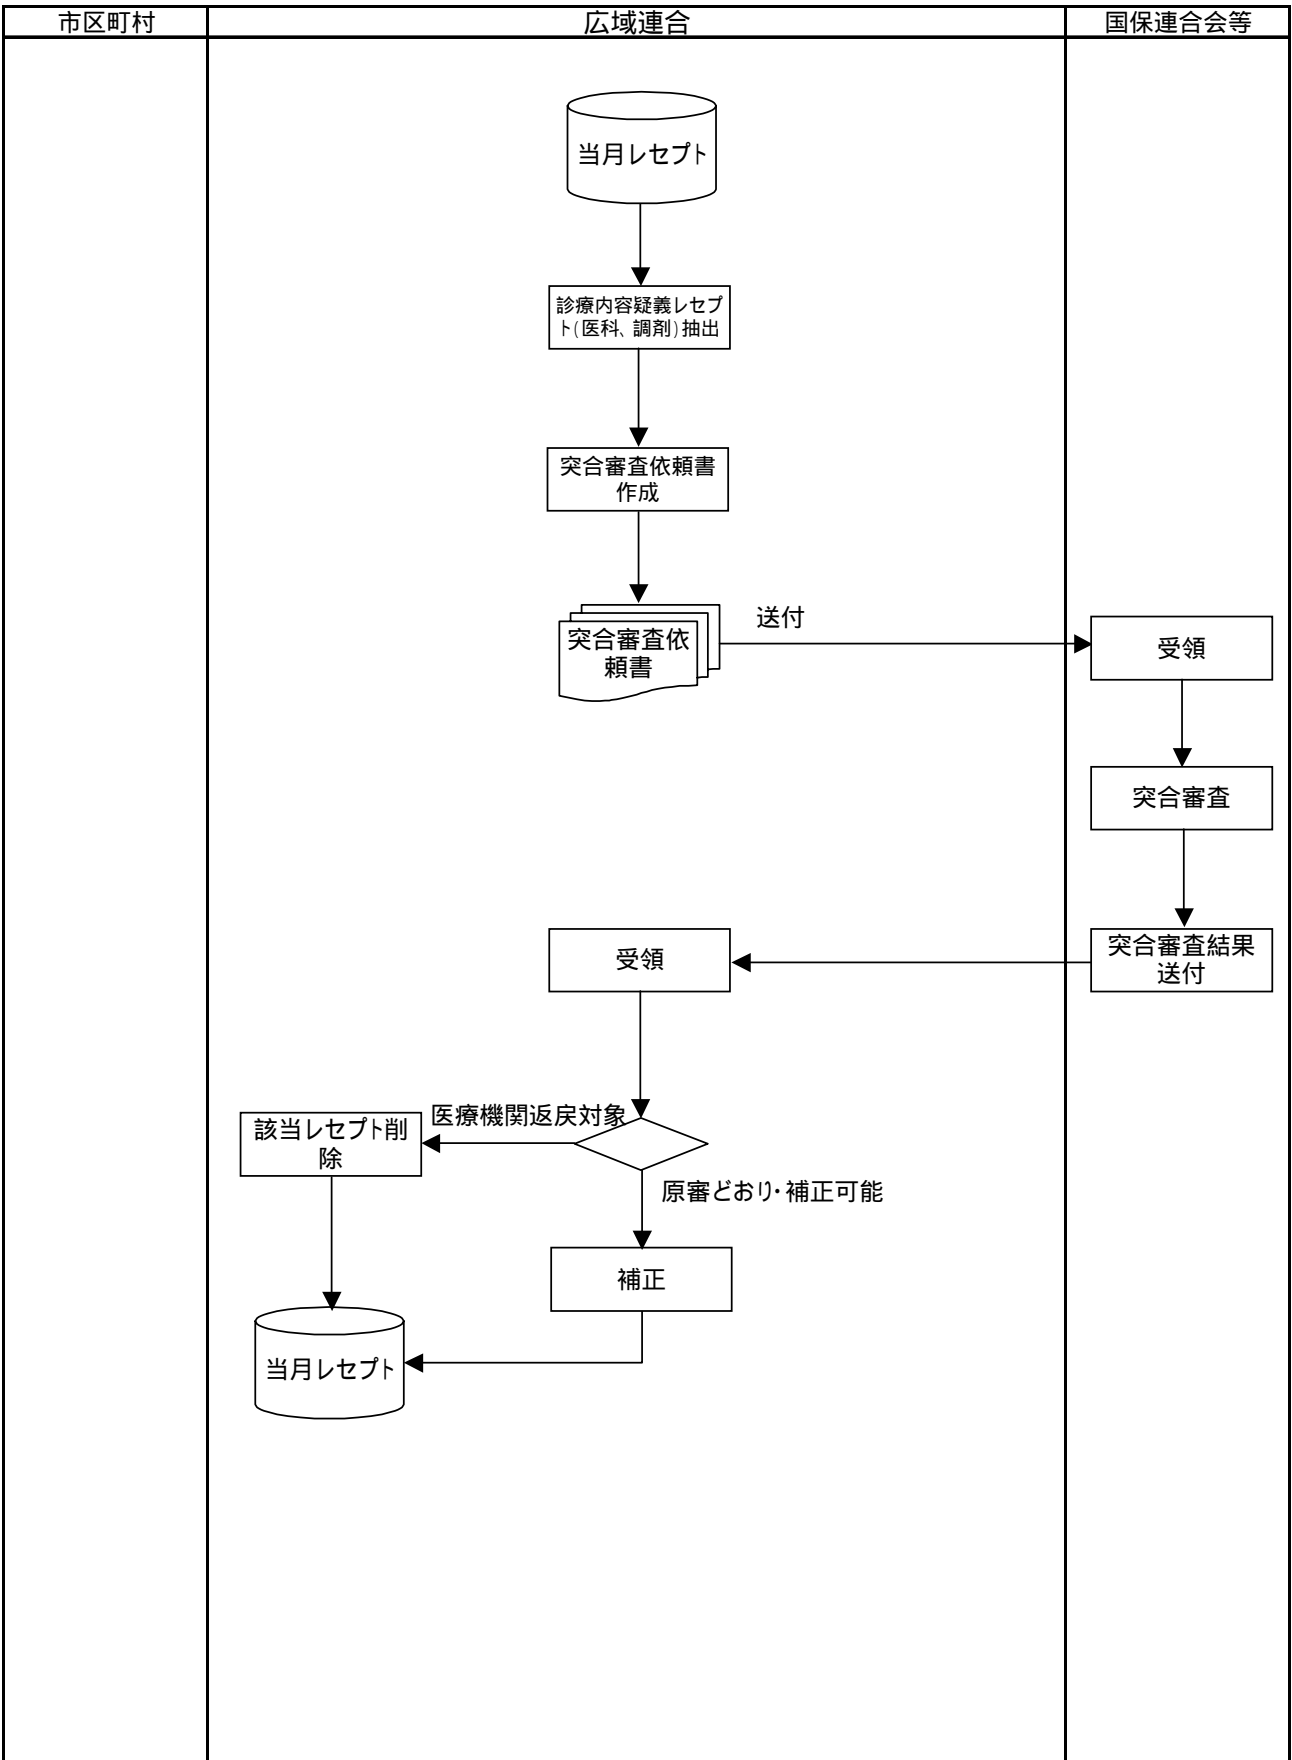 市区町村
広域連合
国保連合会等
当月レセプト
診療内容疑義レセプ
ト(医科、調剤)抽出
突合審査依頼書
作成
突合審査依
頼書
送付
受領
突合審査
突合審査結果
送付
受領
医療機関返戻対象
該当レセプト削
除
原審どおり・補正可能
補正
当月レセプト